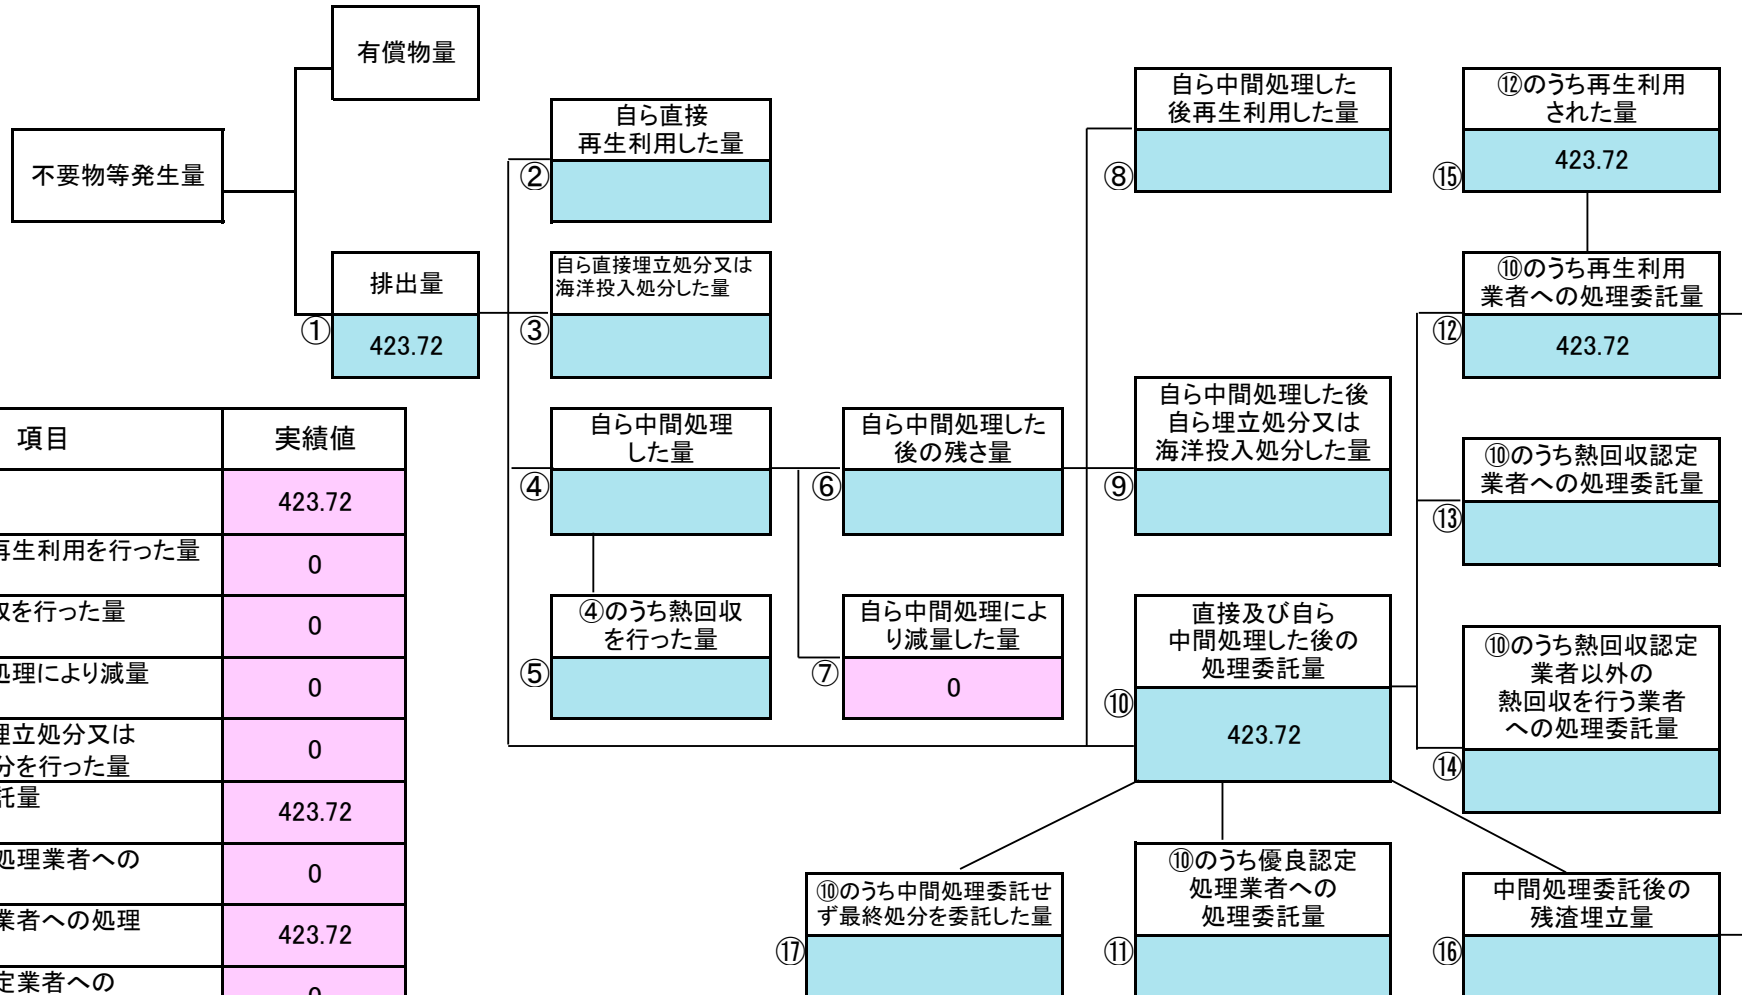 有償物量
不要物等発生量
排出量
①
423.72
自ら直接
再生利用した量
②
自ら直接埋立処分又は
海洋投入処分した量
③
自ら中間処理
した量
④
④のうち熱回収
を行った量
⑤
自ら中間処理した
後の残さ量
⑥
自ら中間処理によ
り減量した量
⑦
0
自ら中間処理した
後再生利用した量
⑧
自ら中間処理した後
自ら埋立処分又は
海洋投入処分した量
⑨
直接及び自ら
中間処理した後の
処理委託量
⑩
423.72
⑫のうち再生利用
された量
⑮
423.72
⑩のうち再生利用
業者への処理委託量
⑫
423.72
⑩のうち熱回収認定
業者への処理委託量
⑬
⑩のうち熱回収認定
業者以外の
熱回収を行う業者
への処理委託量
⑭
⑩のうち中間処理委託せ
ず最終処分を委託した量
⑰
⑩のうち優良認定
処理業者への
処理委託量
⑪
中間処理委託後の
残渣埋立量
⑯
項目 実績値
423.72
再生利用を行った量
0
収を行った量
0
処理により減量
0
埋立処分又は
分を行った量
0
託量
423.72
処理業者への
0
業者への処理
423.72
定業者への
0